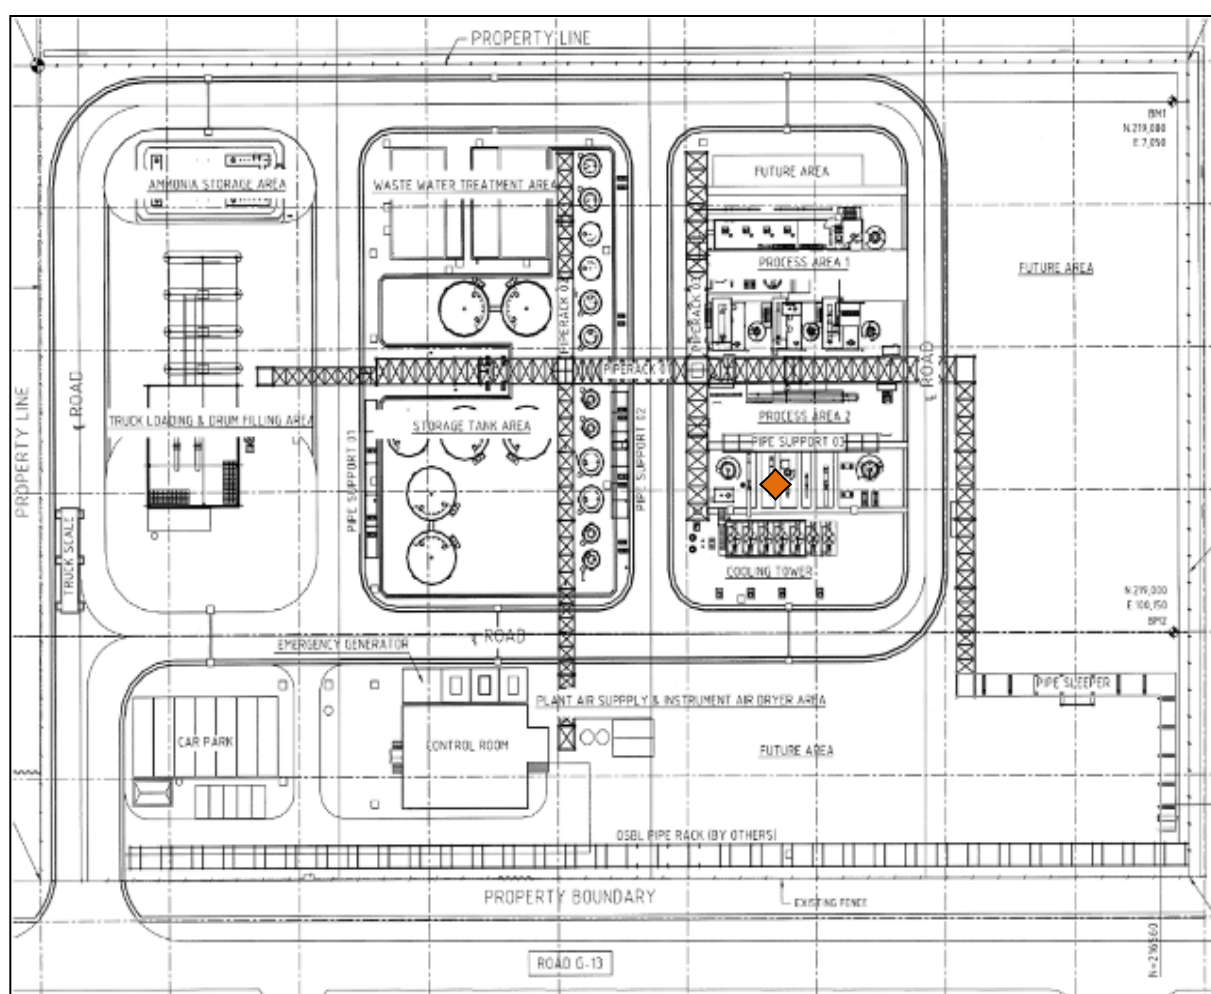 PROPERTY LINE
BM1
N.219,080
E.7,050
AMMONIA STORAGE AREA
WASTE WATER TREATMENT AREA
FUTURE AREA
PROCESS AREA 1
FUTURE AREA
PIPERACK 02
PIPERACK 03
PIPERACK 01
ROAD
ROAD
PROPERTY LINE
TRUCK LOADING & DRUM FILLING AREA
STORAGE TANK AREA
PROCESS AREA 2
PIPE SUPPORT 03
PIPE SUPPORT 01
PIPE SUPPORT 02
TRUCK SCALE
COOLING TOWER
N.219,000
E.100,150
BM2
ROAD
EMERGENCY GENERATOR
PIPE SLEEPER
PLANT AIR SUPPPLY & INSTRUMENT AIR DRYER AREA
CAR PARK
CONTROL ROOM
FUTURE AREA
OSBL PIPE RACK (BY OTHERS)
PROPERTY BOUNDARY
EXISTING FENCE
ROAD G-13